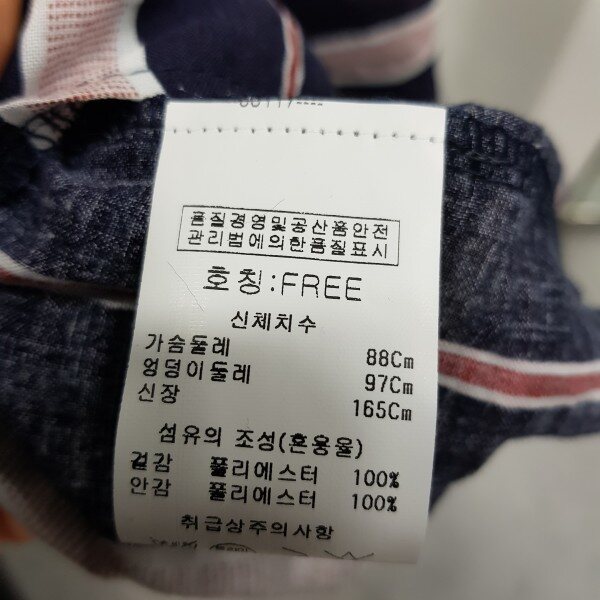 품질경영및공산품안전
관리법에의한품질표시
호칭:FREE
신체치수
가슴둘레 88Cm
엉덩이둘레 97Cm
신장 165Cm
섬유의 조성(혼용율)
겉감 폴리에스터 100%
안감 폴리에스터 100%
취급상주의사항